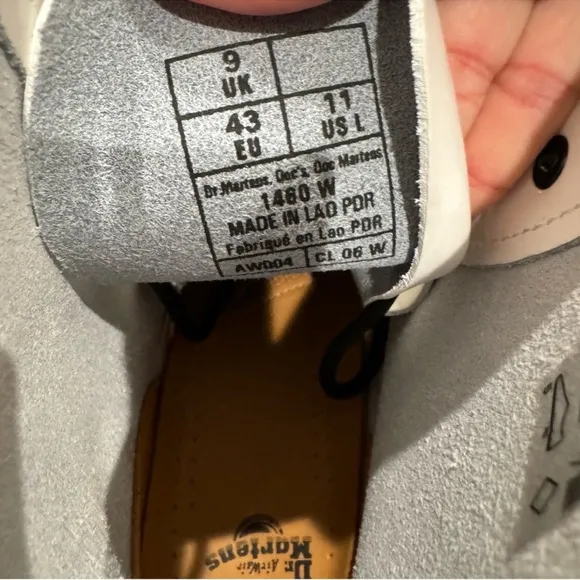 9
UK
43
EU
11
US L
Dr.Martens, Doc's, Doc Martens
1460 W
MADE IN LAO PDR
Fabriqué en Lao PDR
AW004 CL 06 W
Dr. AirWair
Martens